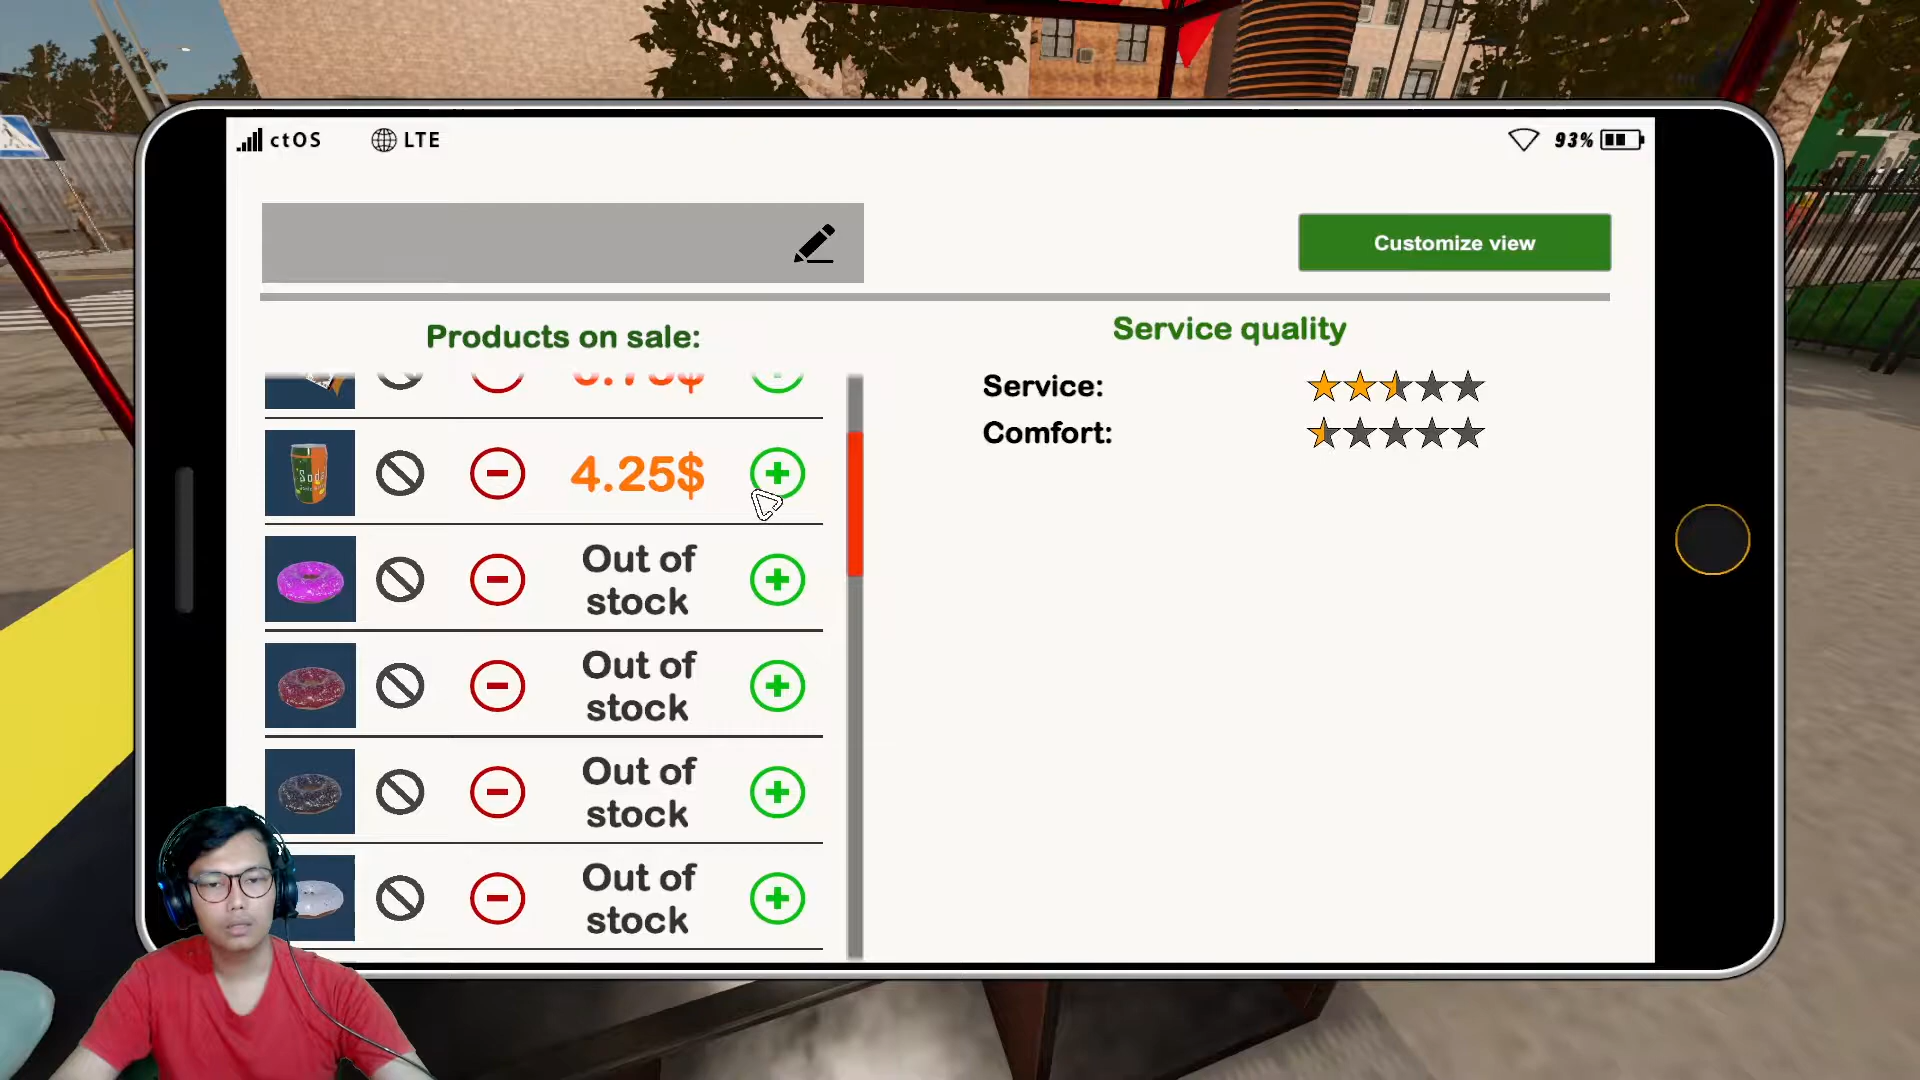 ctOS LTE 93%
Customize view
Products on sale:
Service quality
Service:
Comfort:
Soda
4.25$
Out of
stock
Out of
stock
Out of
stock
Out of
stock